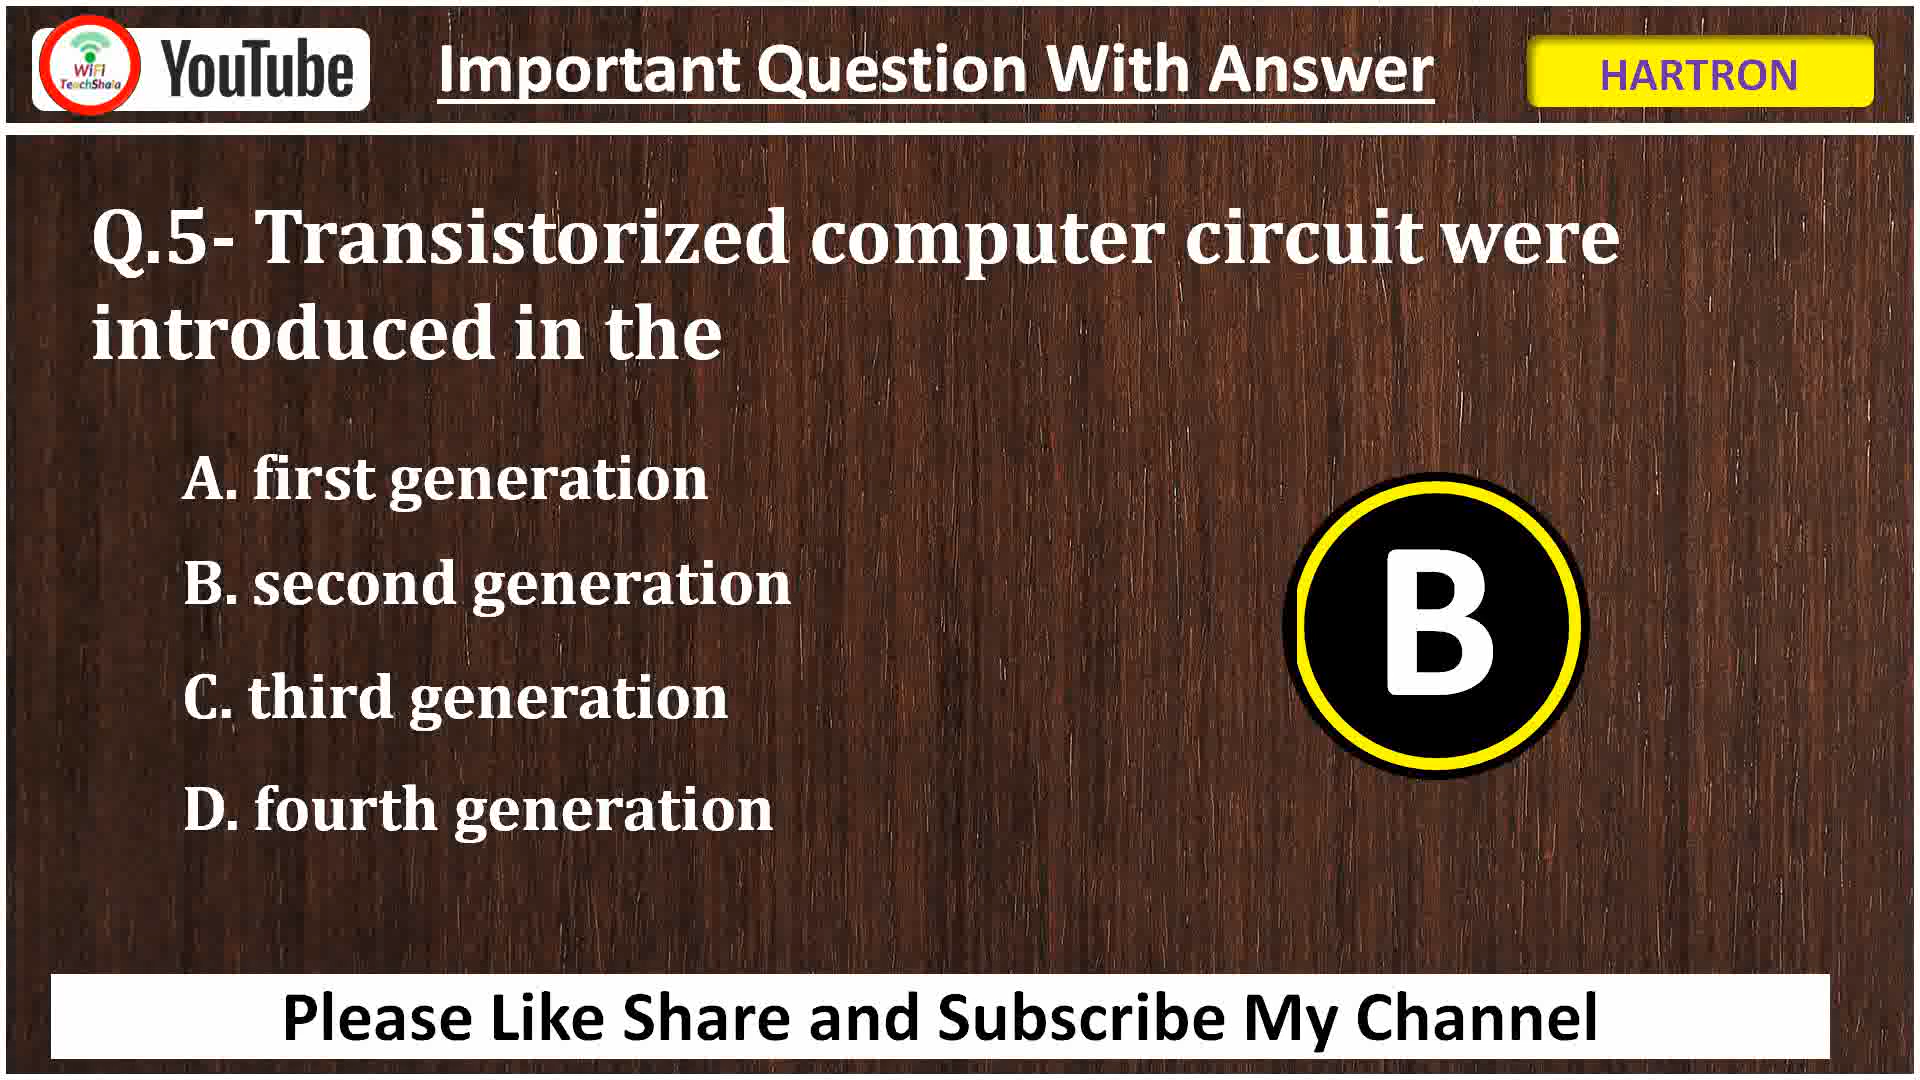 WiFi
TeachShala
YouTube
Important Question With Answer
HARTRON
Q.5- Transistorized computer circuit were
introduced in the
A. first generation
B. second generation
C. third generation
D. fourth generation
B
Please Like Share and Subscribe My Channel